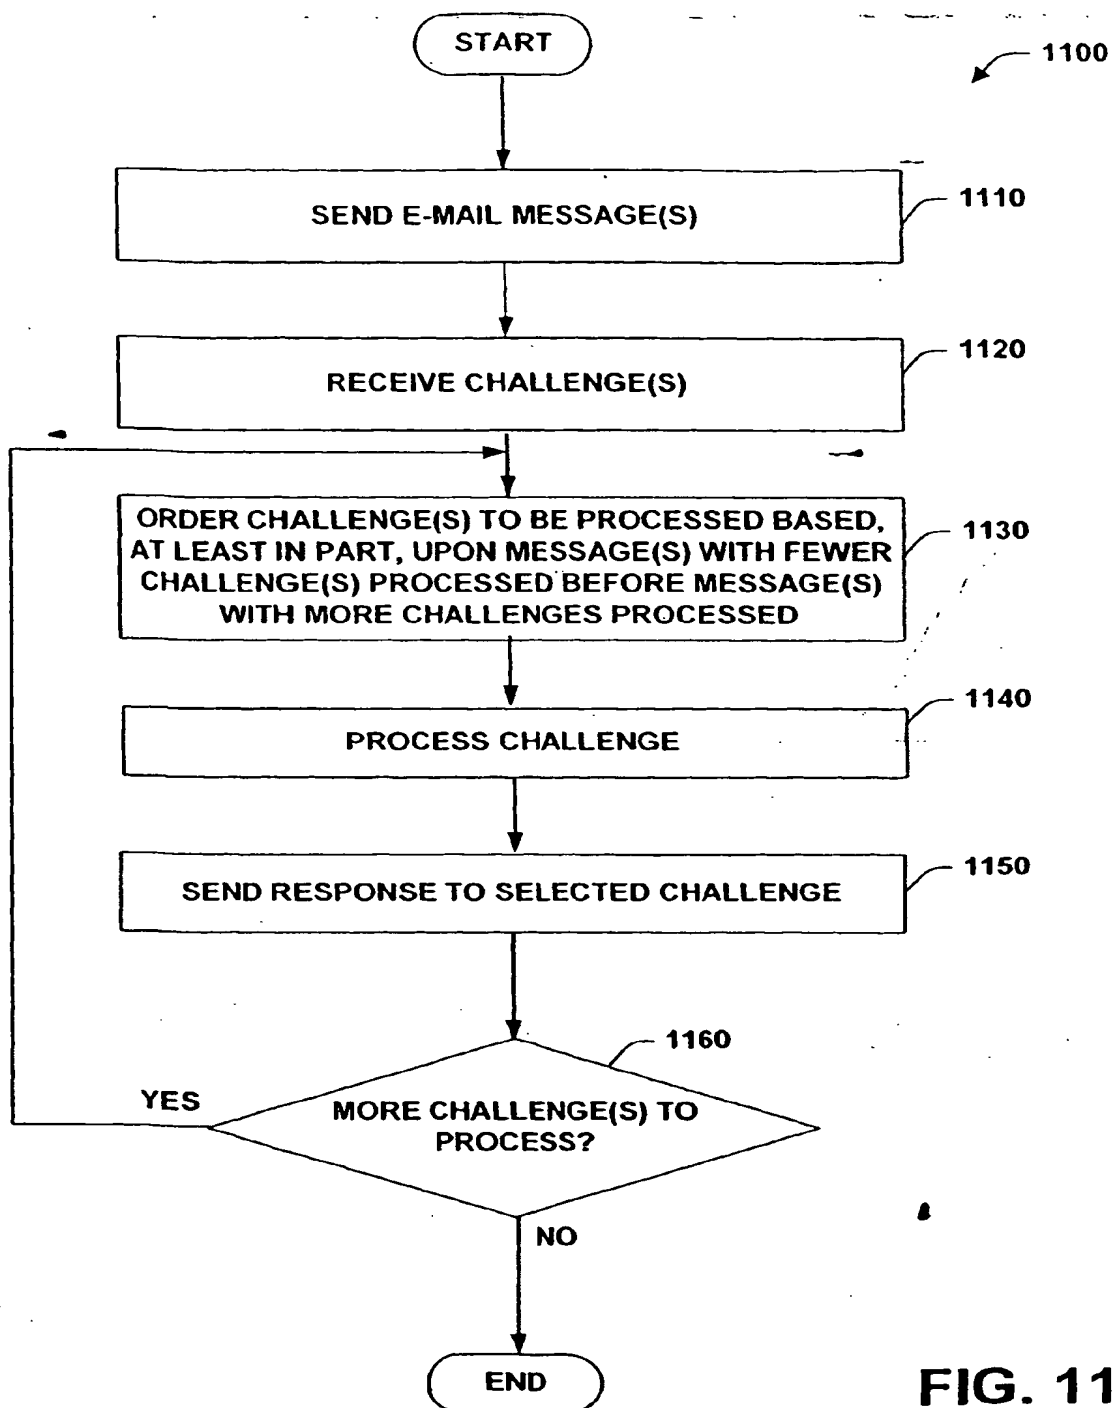 START
1100
SEND E-MAIL MESSAGE(S)
1110
RECEIVE CHALLENGE(S)
1120
ORDER CHALLENGE(S) TO BE PROCESSED BASED,
AT LEAST IN PART, UPON MESSAGE(S) WITH FEWER
CHALLENGE(S) PROCESSED BEFORE MESSAGE(S)
WITH MORE CHALLENGES PROCESSED
1130
PROCESS CHALLENGE
1140
SEND RESPONSE TO SELECTED CHALLENGE
1150
1160
YES
MORE CHALLENGE(S) TO
PROCESS?
NO
END
FIG. 11